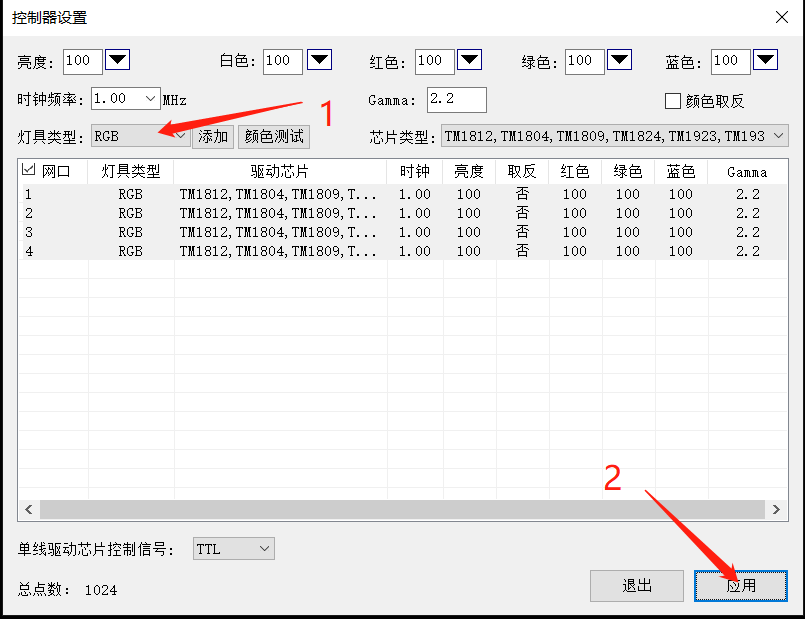 控制器设置
亮度: 100 白色: 100 红色: 100 绿色: 100 蓝色: 100
时钟频率: 1.00 MHz Gamma: 2.2 颜色取反
1
灯具类型: RGB 添加 颜色测试 芯片类型: TM1812,TM1804,TM1809,TM1824,TM1923,TM193
网口 灯具类型 驱动芯片 时钟 亮度 取反 红色 绿色 蓝色 Gamma
1 RGB TM1812,TM1804,TM1809,T... 1.00 100 否 100 100 100 2.2
2 RGB TM1812,TM1804,TM1809,T... 1.00 100 否 100 100 100 2.2
3 RGB TM1812,TM1804,TM1809,T... 1.00 100 否 100 100 100 2.2
4 RGB TM1812,TM1804,TM1809,T... 1.00 100 否 100 100 100 2.2
2
单线驱动芯片控制信号: TTL
总点数: 1024 退出 应用